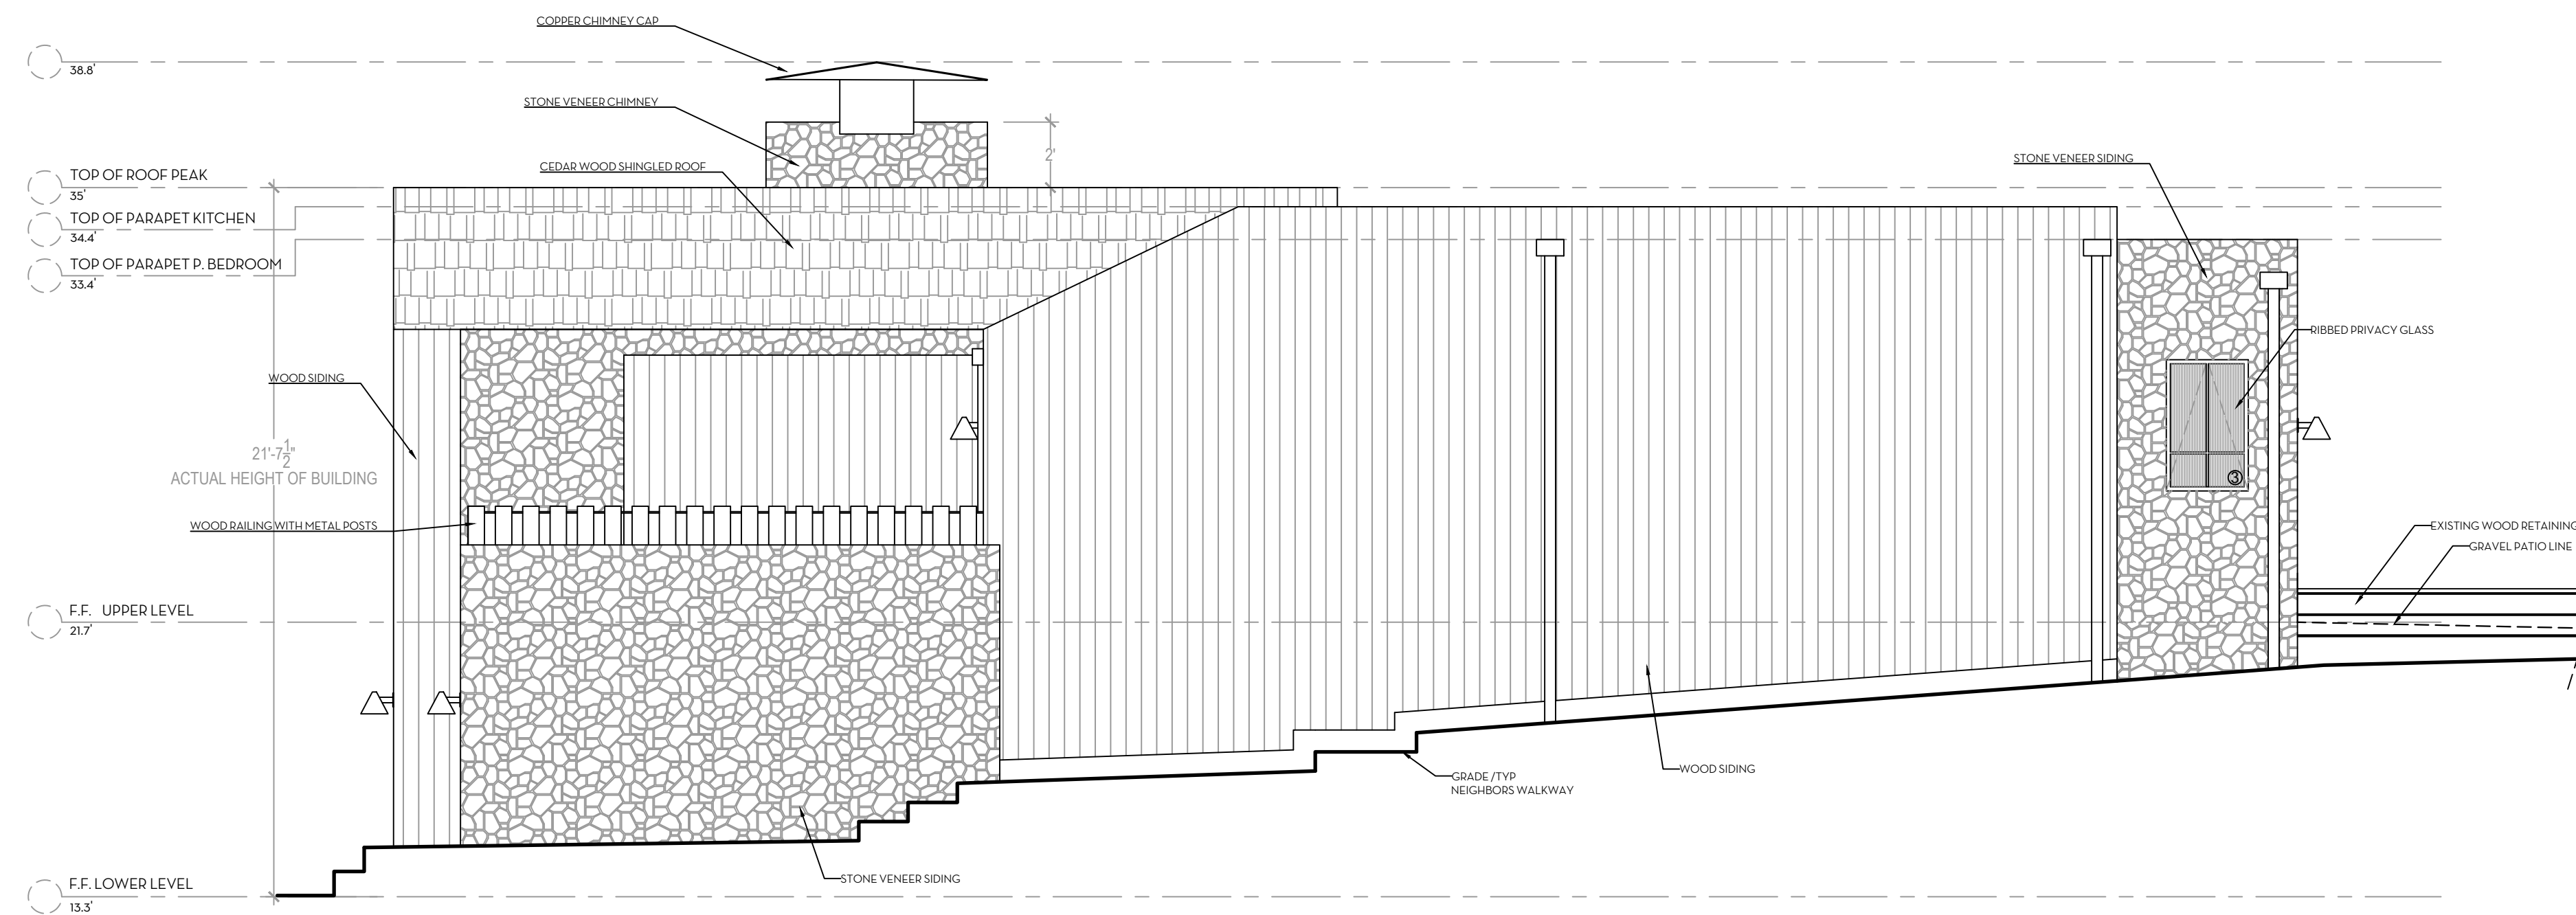 COPPER CHIMNEY CAP
38.8'
STONE VENEER CHIMNEY
2'
STONE VENEER SIDING
CEDAR WOOD SHINGLED ROOF
TOP OF ROOF PEAK
35'
TOP OF PARAPET KITCHEN
34.4'
TOP OF PARAPET P. BEDROOM
33.4'
RIBBED PRIVACY GLASS
WOOD SIDING
21'-7 1/2"
ACTUAL HEIGHT OF BUILDING
3
WOOD RAILING WITH METAL POSTS
EXISTING WOOD RETAINING
GRAVEL PATIO LINE
F.F. UPPER LEVEL
21.7'
WOOD SIDING
GRADE /TYP
NEIGHBORS WALKWAY
STONE VENEER SIDING
F.F. LOWER LEVEL
13.3'